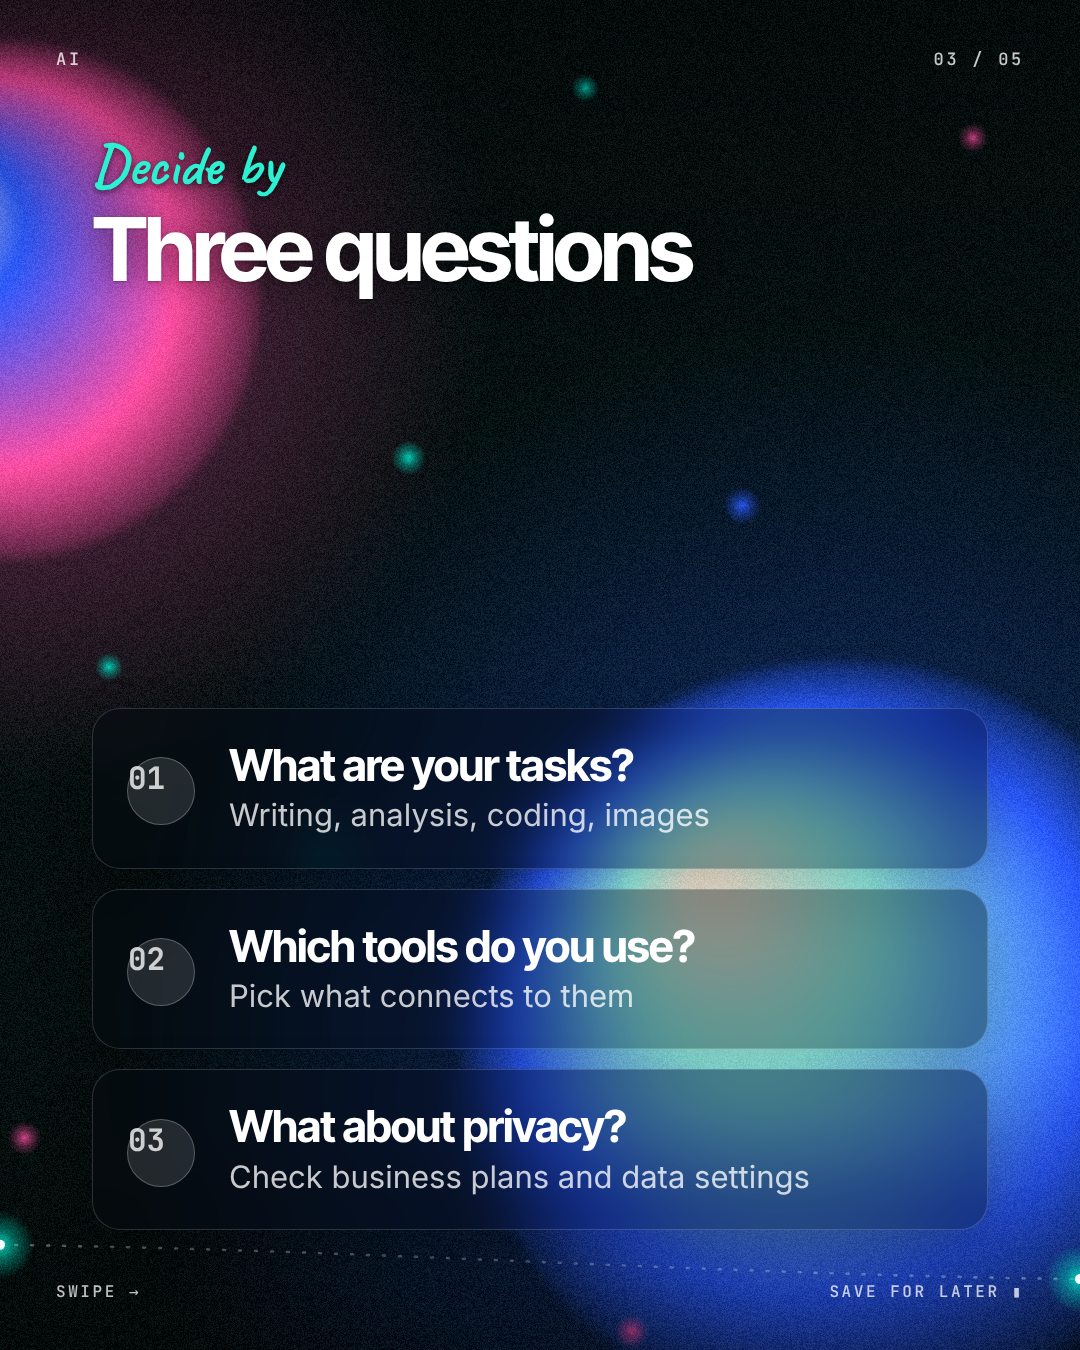 AI
03 / 05
Decide by
Three questions
01
What are your tasks?
Writing, analysis, coding, images
02
Which tools do you use?
Pick what connects to them
03
What about privacy?
Check business plans and data settings
SWIPE →
SAVE FOR LATER ▮